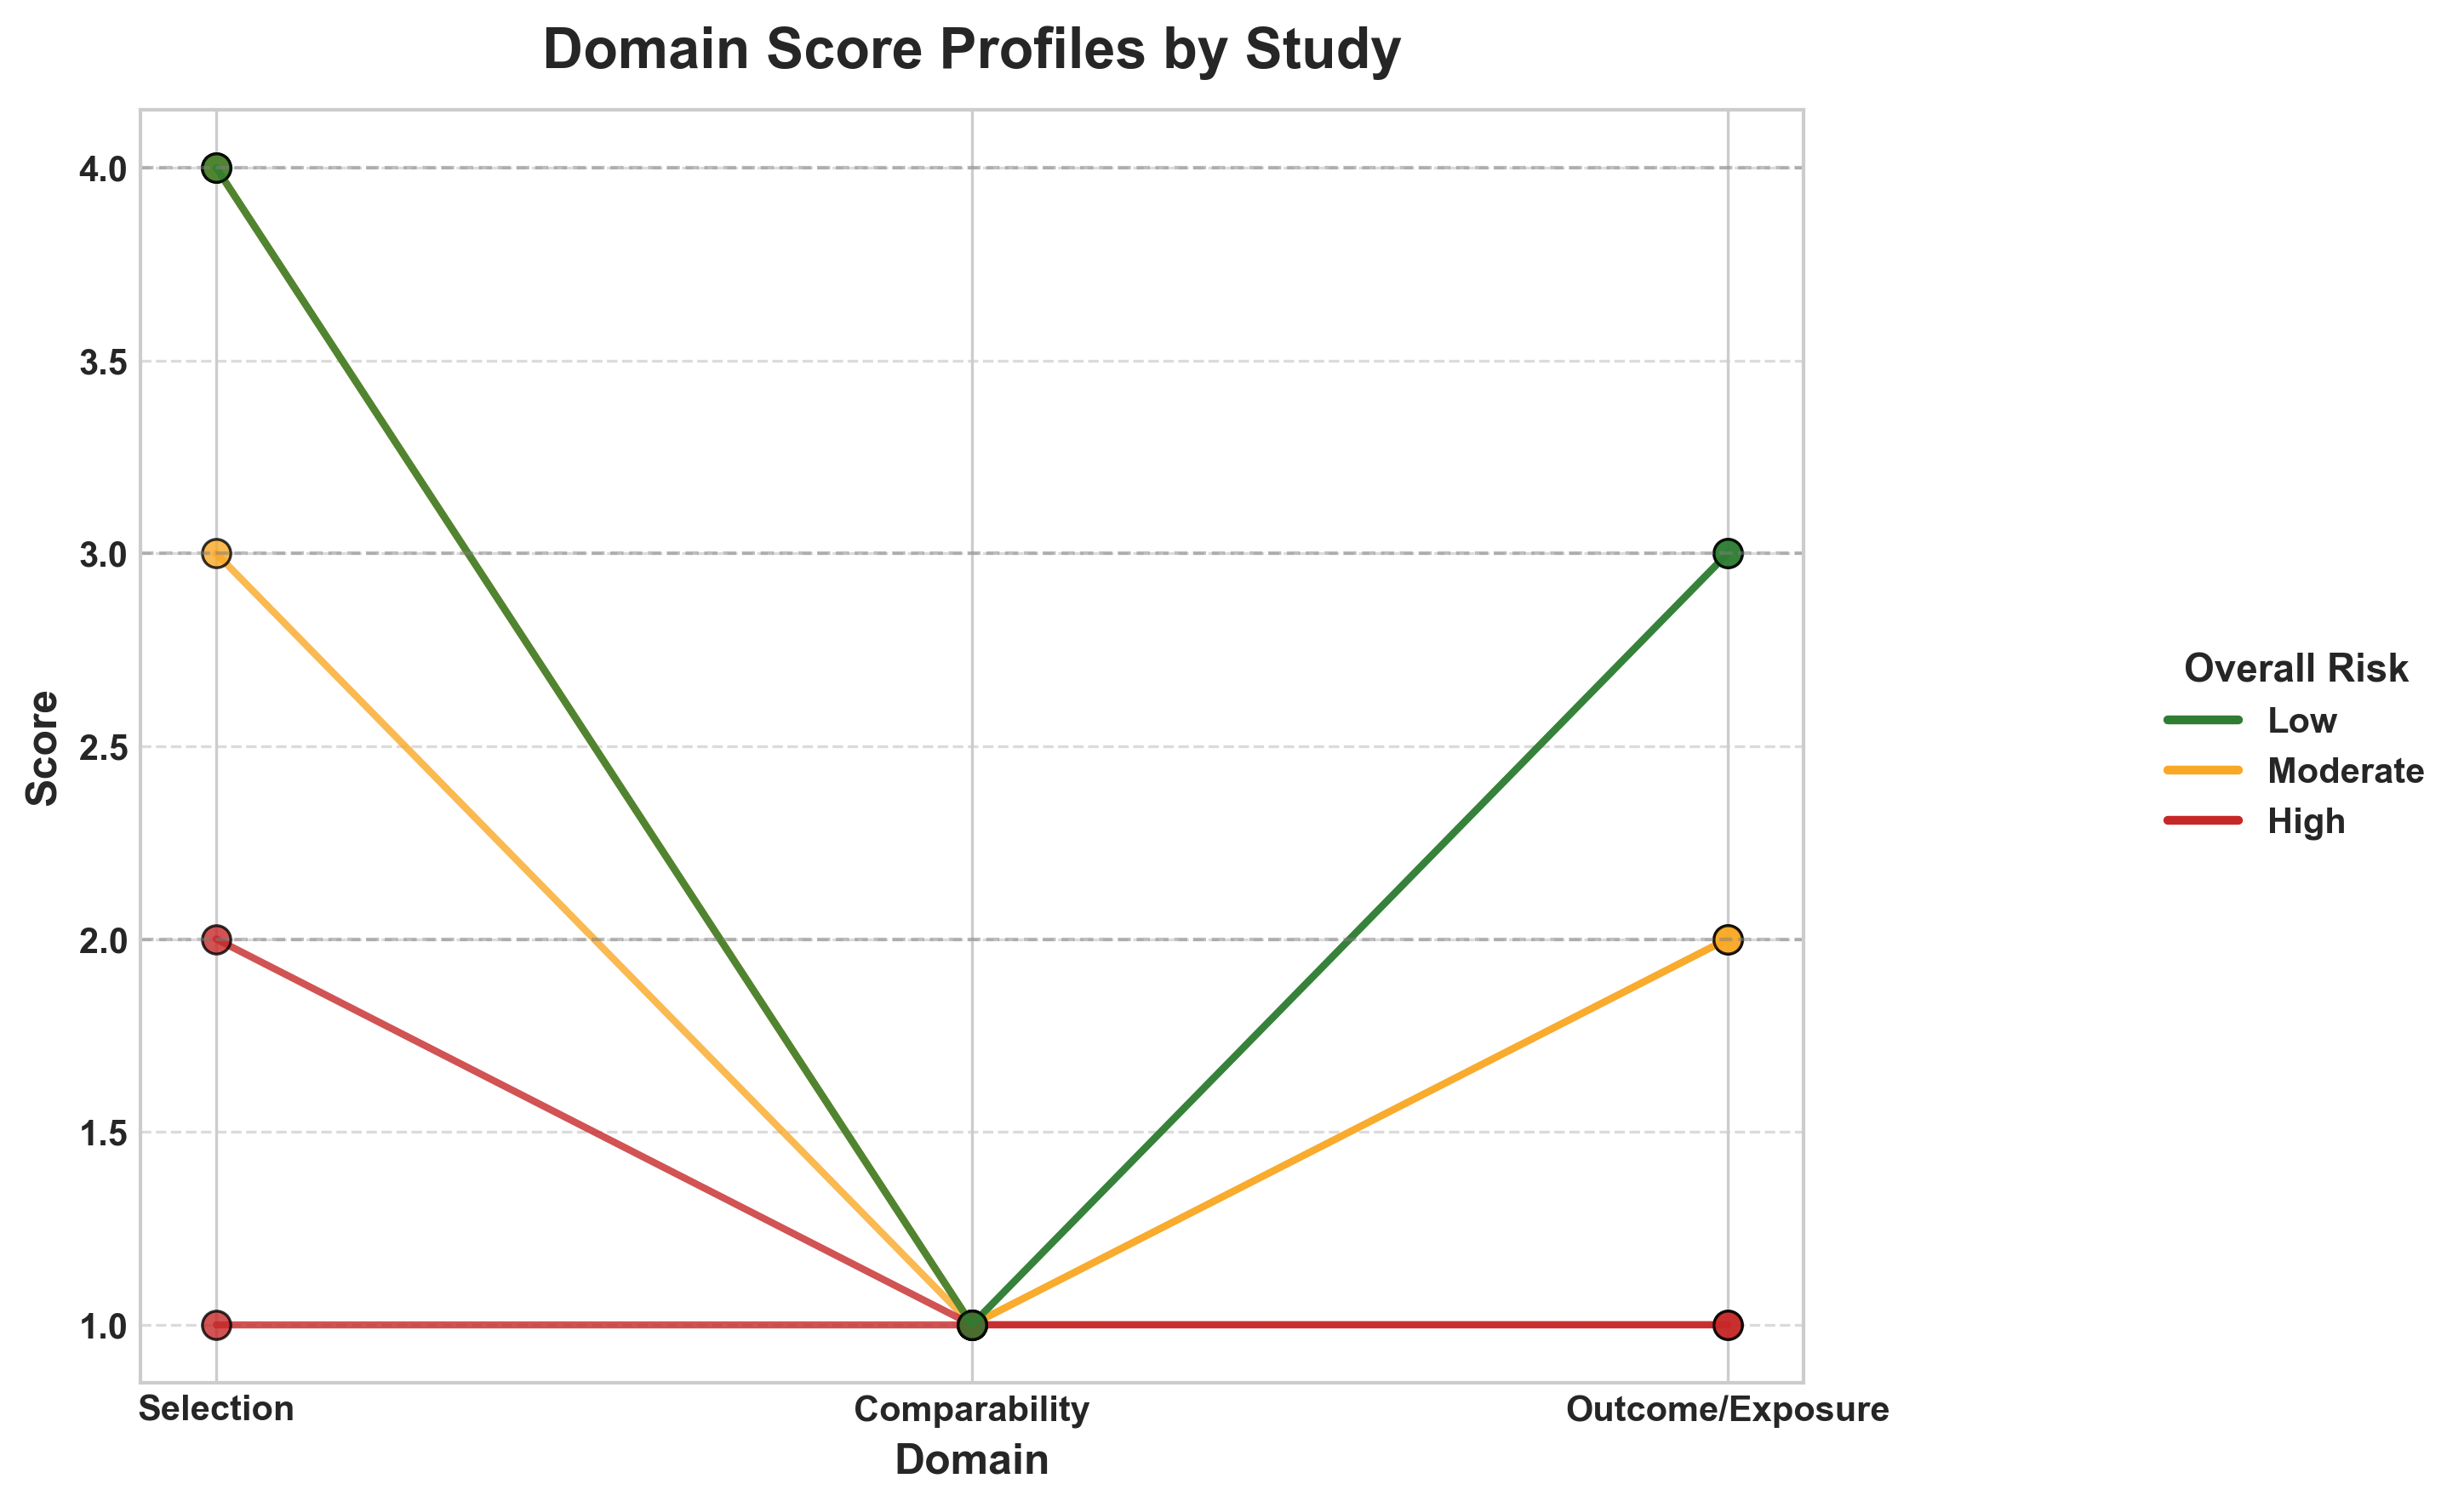 Domain Score Profiles by Study
Score
4.0
3.5
3.0
2.5
2.0
1.5
1.0
Selection
Comparability
Outcome/Exposure
Domain
Overall Risk
Low
Moderate
High